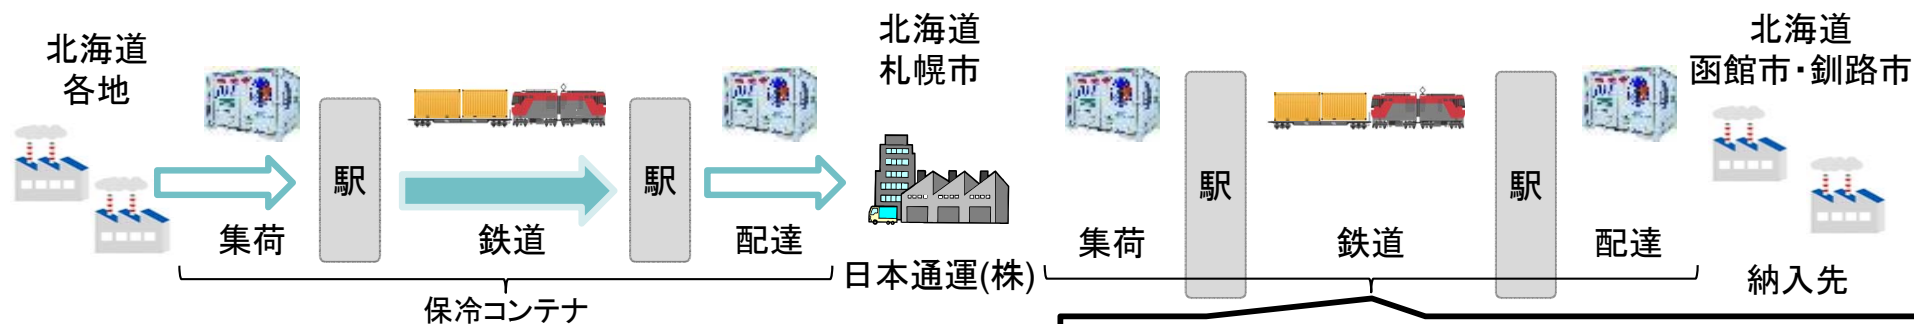 北海道
各地
駅
駅
集荷
鉄道
配達
保冷コンテナ
北海道
札幌市
日本通運(株)
駅
駅
集荷
鉄道
配達
北海道
函館市・釧路市
納入先